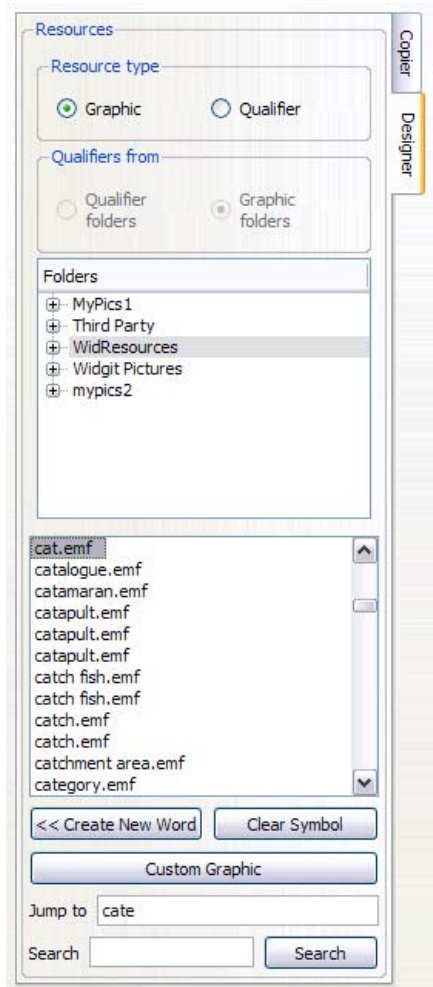 Resources
Copier
Resource type
Graphic Qualifier
Designer
Qualifiers from
Qualifier folders Graphic folders
Folders
MyPics1
Third Party
WidResources
Widgit Pictures
mypics2
cat.emf
catalogue.emf
catamaran.emf
catapult.emf
catapult.emf
catapult.emf
catch fish.emf
catch fish.emf
catch.emf
catch.emf
catchment area.emf
category.emf
<< Create New Word Clear Symbol
Custom Graphic
Jump to cate
Search Search